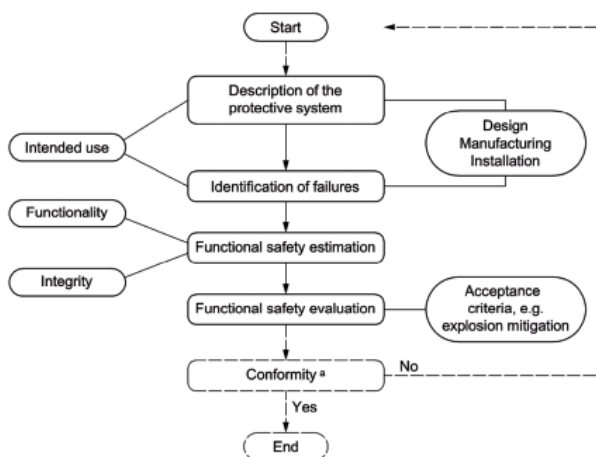 Start
Description of the
protective system
Design
Manufacturing
Installation
Intended use
Identification of failures
Functionality
Functional safety estimation
Integrity
Functional safety evaluation
Acceptance
criteria, e.g.
explosion mitigation
Conformity a
No
Yes
End